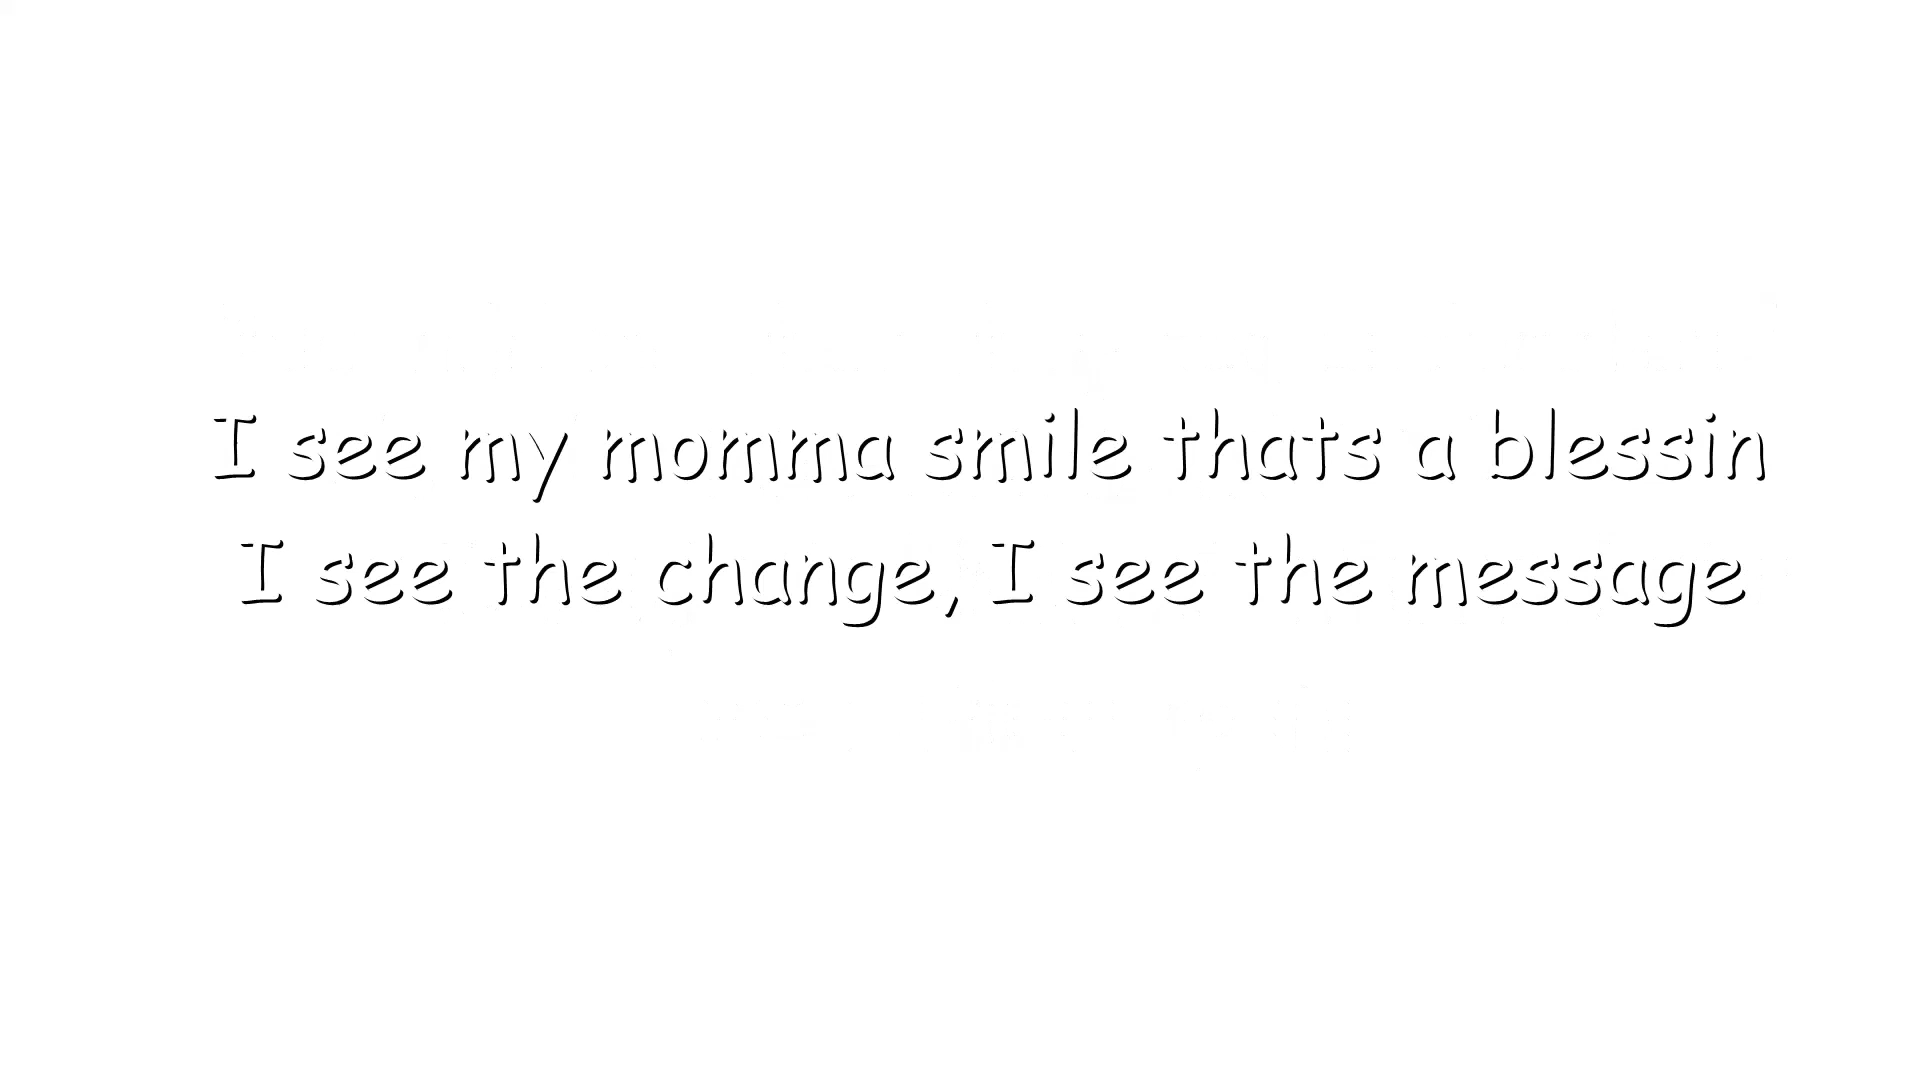 I see my momma smile thats a blessin
I see the change, I see the message